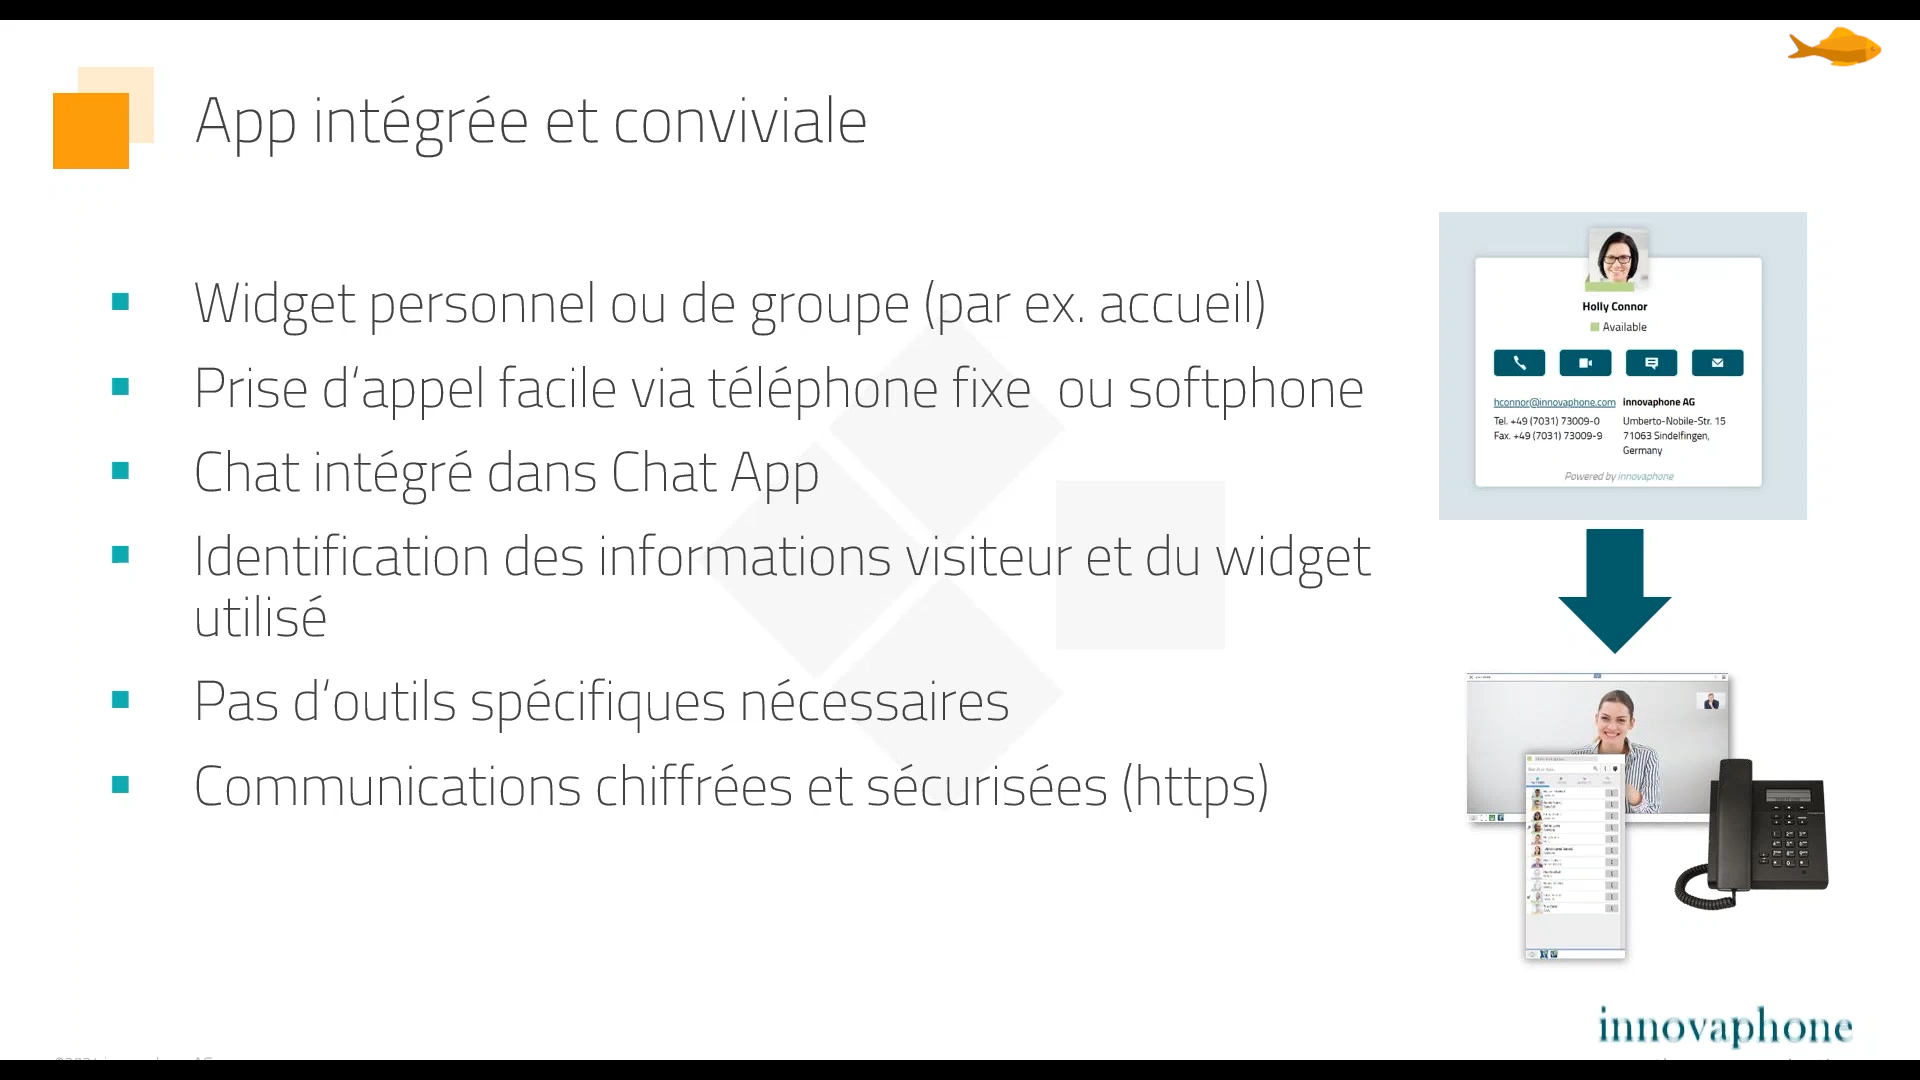 App intégrée et conviviale
Widget personnel ou de groupe (par ex. accueil)
Prise d‘appel facile via téléphone fixe  ou softphone
Chat intégré dans Chat App
Identification des informations visiteur et du widget
utilisé
Pas d‘outils spécifiques nécessaires
Communications chiffrées et sécurisées (https)
Holly Connor
Available
hconnor@innovaphone.com
Tel. +49 (7031) 73009-0
Fax. +49 (7031) 73009-9
innovaphone AG
Umberto-Nobile-Str. 15
71063 Sindelfingen,
Germany
Powered by innovaphone
innovaphone